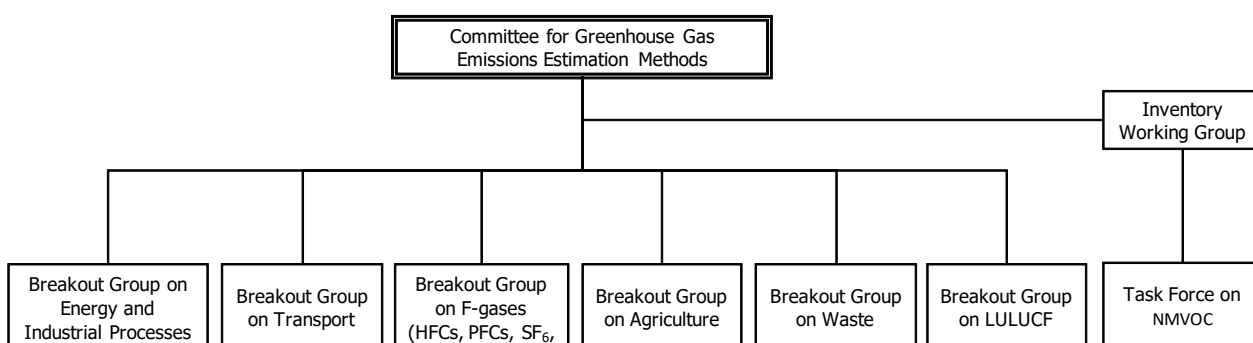 Committee for Greenhouse Gas
Emissions Estimation Methods
Inventory
Working Group
Breakout Group on
Energy and
Industrial Processes
Breakout Group
on Transport
Breakout Group
on F-gases
(HFCs, PFCs, SF₆,
Breakout Group
on Agriculture
Breakout Group
on Waste
Breakout Group
on LULUCF
Task Force on
NMVOC